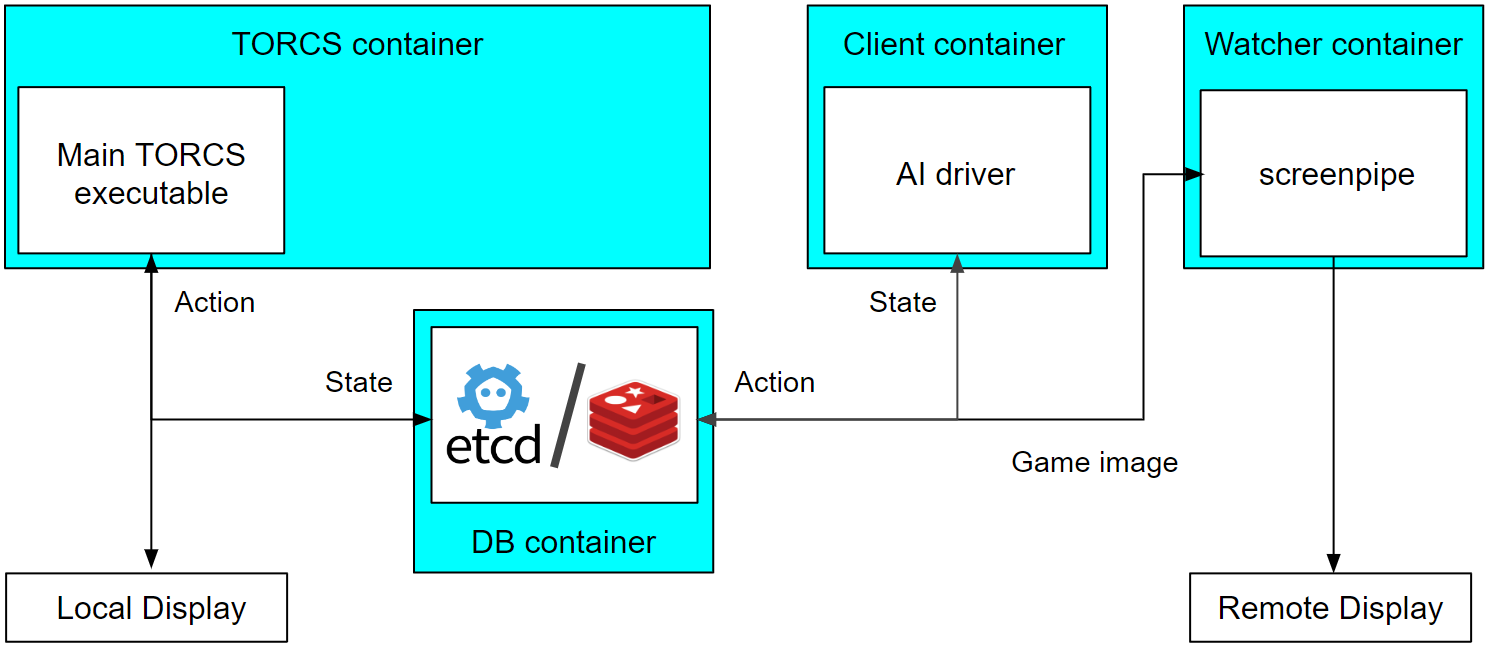 TORCS container
Client container
Watcher container
Main TORCS
executable
AI driver
screenpipe
Action
State
State
Action
etcd
Game image
DB container
Local Display
Remote Display